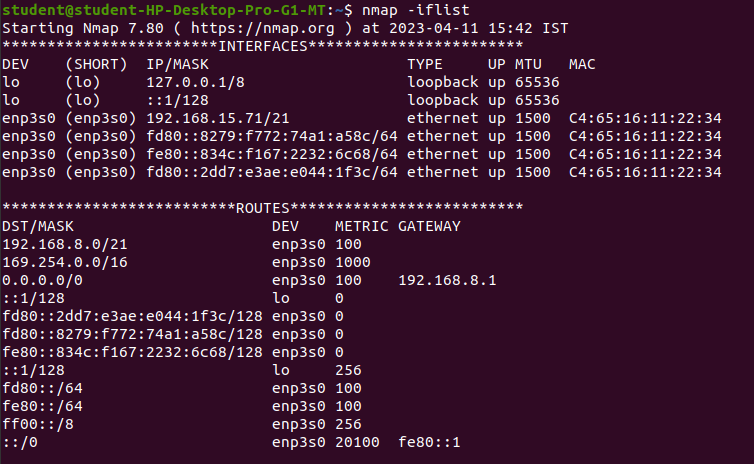 student@student-HP-Desktop-Pro-G1-MT:~$ nmap -iflist
Starting Nmap 7.80 ( https://nmap.org ) at 2023-04-11 15:42 IST
************************INTERFACES************************
DEV    (SHORT)  IP/MASK                      TYPE     UP MTU   MAC
lo     (lo)     127.0.0.1/8                  loopback up 65536
lo     (lo)     ::1/128                      loopback up 65536
enp3s0 (enp3s0) 192.168.15.71/21             ethernet up 1500  C4:65:16:11:22:34
enp3s0 (enp3s0) fd80::8279:f772:74a1:a58c/64 ethernet up 1500  C4:65:16:11:22:34
enp3s0 (enp3s0) fe80::834c:f167:2232:6c68/64 ethernet up 1500  C4:65:16:11:22:34
enp3s0 (enp3s0) fd80::2dd7:e3ae:e044:1f3c/64 ethernet up 1500  C4:65:16:11:22:34

**************************ROUTES**************************
DST/MASK                      DEV    METRIC GATEWAY
192.168.8.0/21                enp3s0 100
169.254.0.0/16                enp3s0 1000
0.0.0.0/0                     enp3s0 100    192.168.8.1
::1/128                       lo     0
fd80::2dd7:e3ae:e044:1f3c/128 enp3s0 0
fd80::8279:f772:74a1:a58c/128 enp3s0 0
fe80::834c:f167:2232:6c68/128 enp3s0 0
::1/128                       lo     256
fd80::/64                     enp3s0 100
fe80::/64                     enp3s0 100
ff00::/8                      enp3s0 256
::/0                          enp3s0 20100  fe80::1